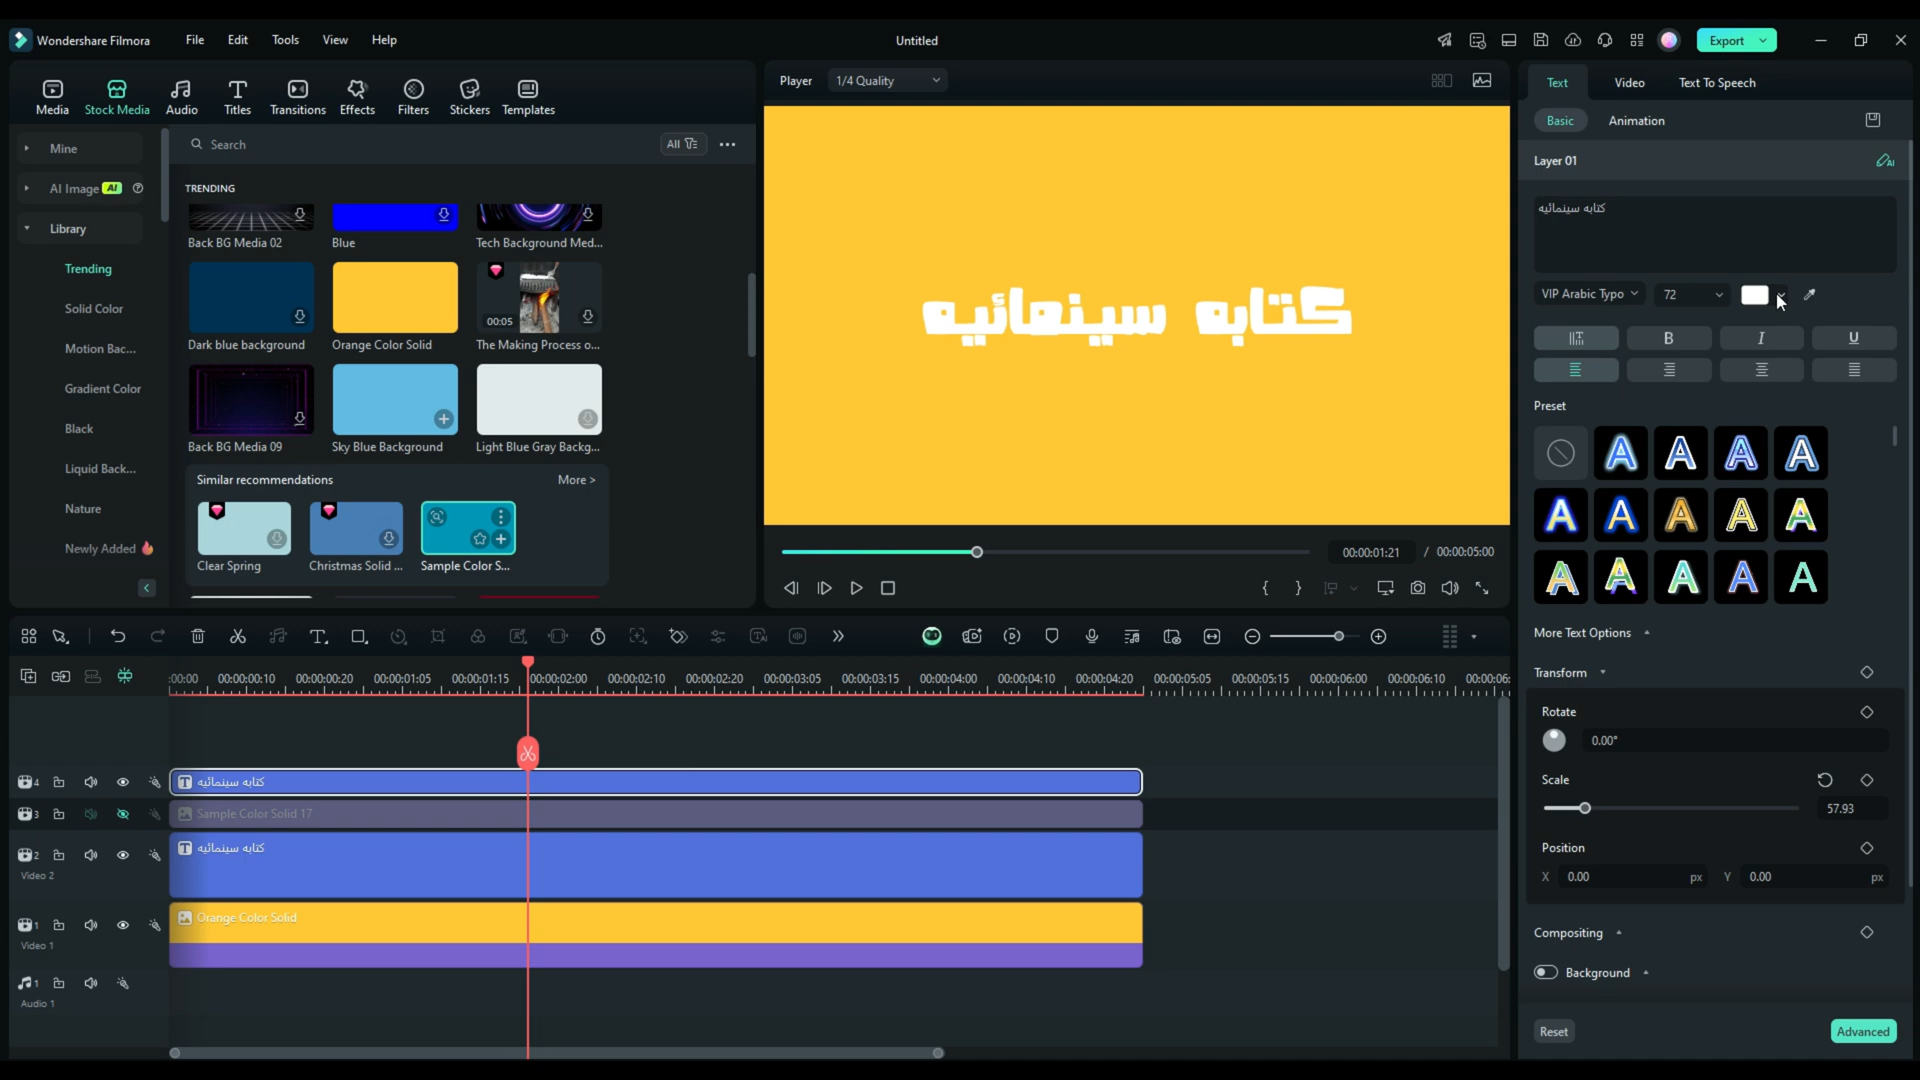 Wondershare Filmora
File
Edit
Tools
View
Help
Untitled
Export
Media
Stock Media
Audio
Titles
Transitions
Effects
Filters
Stickers
Templates
Player
1/4 Quality
Text
Video
Text To Speech
Basic
Animation
Mine
AI Image AI
Library
Trending
Solid Color
Motion Bac...
Gradient Color
Black
Liquid Back...
Nature
Newly Added
Search
All
TRENDING
Back BG Media 02
Blue
Tech Background Med...
00:05
Dark blue background
Orange Color Solid
The Making Process o...
Back BG Media 09
Sky Blue Background
Light Blue Gray Backg...
Similar recommendations
More >
Clear Spring
Christmas Solid ...
Sample Color S...
كتابه سينمائيه
00:00:01:21
/ 00:00:05:00
Layer 01
AI
كتابه سينمائيه
VIP Arabic Typo
72
B
I
U
Preset
A A A A
A A A A A
A A A A A
More Text Options
Transform
Rotate
0.00°
Scale
57.93
Position
X 0.00 px Y 0.00 px
Compositing
Background
Reset
Advanced
:00:00 00:00:00:10 00:00:00:20 00:00:01:05 00:00:01:15 00:00:02:00 00:00:02:10 00:00:02:20 00:00:03:05 00:00:03:15 00:00:04:00 00:00:04:10 00:00:04:20 00:00:05:05 00:00:05:15 00:00:06:00 00:00:06:10 00:00:06:
4
T كتابه سينمائيه
3
Sample Color Solid 17
2
T كتابه سينمائيه
Video 2
1
Orange Color Solid
Video 1
1
Audio 1